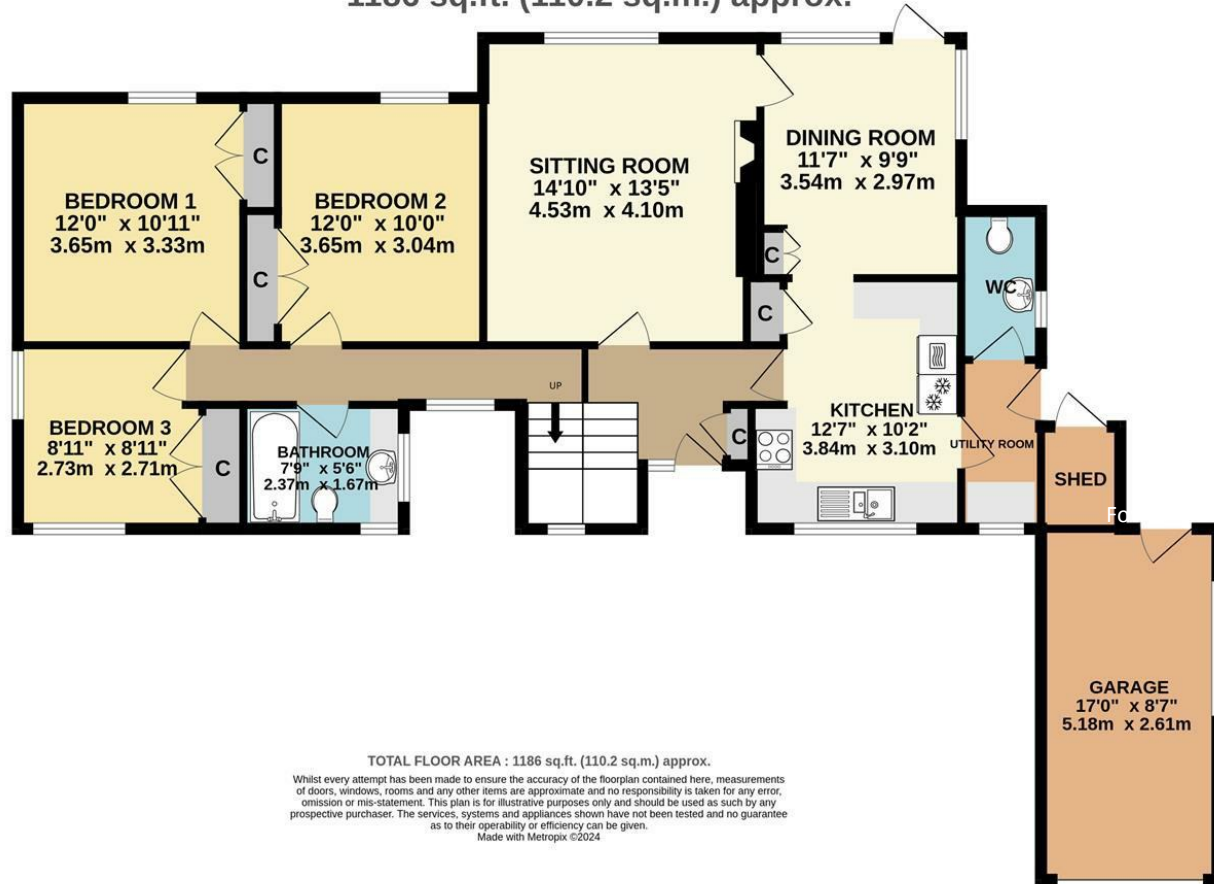 1186 sq.ft. (110.2 sq.m.) approx.
BEDROOM 1
12'0" x 10'11"
3.65m x 3.33m
C
C
BEDROOM 2
12'0" x 10'0"
3.65m x 3.04m
SITTING ROOM
14'10" x 13'5"
4.53m x 4.10m
DINING ROOM
11'7" x 9'9"
3.54m x 2.97m
C
C
WC
BEDROOM 3
8'11" x 8'11"
2.73m x 2.71m
C
BATHROOM
7'9" x 5'6"
2.37m x 1.67m
UP
C
KITCHEN
12'7" x 10'2"
3.84m x 3.10m
UTILITY ROOM
SHED
Fo
GARAGE
17'0" x 8'7"
5.18m x 2.61m
TOTAL FLOOR AREA : 1186 sq.ft. (110.2 sq.m.) approx.
Whilst every attempt has been made to ensure the accuracy of the floorplan contained here, measurements
of doors, windows, rooms and any other items are approximate and no responsibility is taken for any error,
omission or mis-statement. This plan is for illustrative purposes only and should be used as such by any
prospective purchaser. The services, systems and appliances shown have not been tested and no guarantee
as to their operability or efficiency can be given.
Made with Metropix ©2024